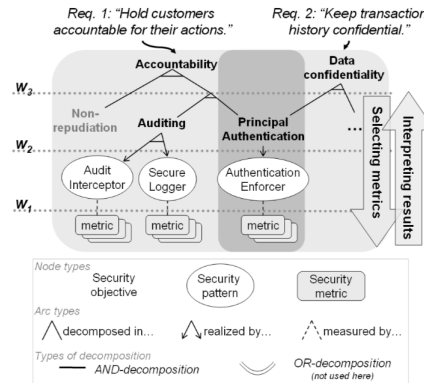 Req. 1: “Hold customers
accountable for their actions.”
Req. 2: “Keep transaction
history confidential.”
Accountability
Data
confidentiality
W3
Non-
repudiation
Auditing
Principal
Authentication
...
W2
Audit
Interceptor
Secure
Logger
Authentication
Enforcer
W1
metric
metric
metric
Selecting metrics
Interpreting results
Node types
Security
objective
Security
pattern
Security
metric
Arc types
decomposed in…
realized by…
measured by…
Types of decomposition
AND-decomposition
OR-decomposition
(not used here)